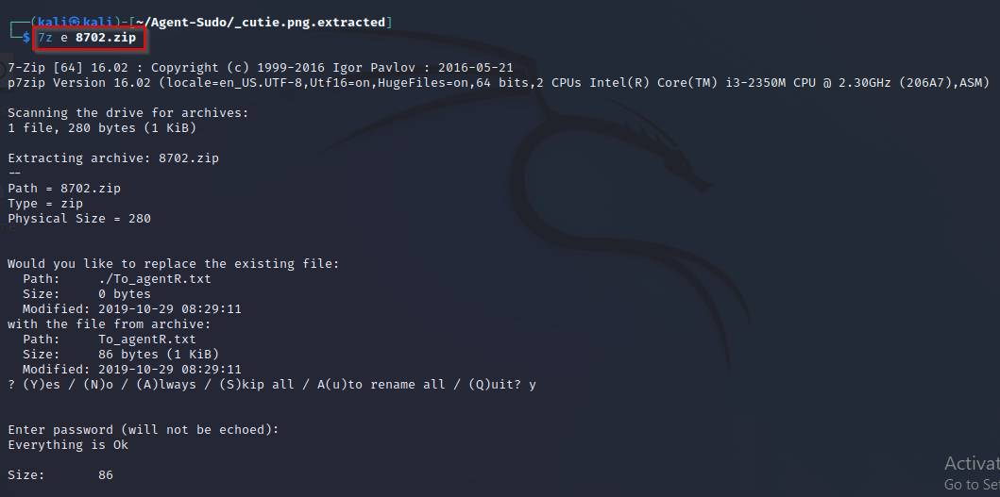 ┌──(kali㉿kali)-[~/Agent-Sudo/_cutie.png.extracted]
└─$ 7z e 8702.zip
7-Zip [64] 16.02 : Copyright (c) 1999-2016 Igor Pavlov : 2016-05-21
p7zip Version 16.02 (locale=en_US.UTF-8,Utf16=on,HugeFiles=on,64 bits,2 CPUs Intel(R) Core(TM) i3-2350M CPU @ 2.30GHz (206A7),ASM)
Scanning the drive for archives:
1 file, 280 bytes (1 KiB)
Extracting archive: 8702.zip
--
Path = 8702.zip
Type = zip
Physical Size = 280
Would you like to replace the existing file:
  Path:     ./To_agentR.txt
  Size:     0 bytes
  Modified: 2019-10-29 08:29:11
with the file from archive:
  Path:     To_agentR.txt
  Size:     86 bytes (1 KiB)
  Modified: 2019-10-29 08:29:11
? (Y)es / (N)o / (A)lways / (S)kip all / A(u)to rename all / (Q)uit? y
Enter password (will not be echoed):
Everything is Ok
Size:       86
Activat
Go to Se